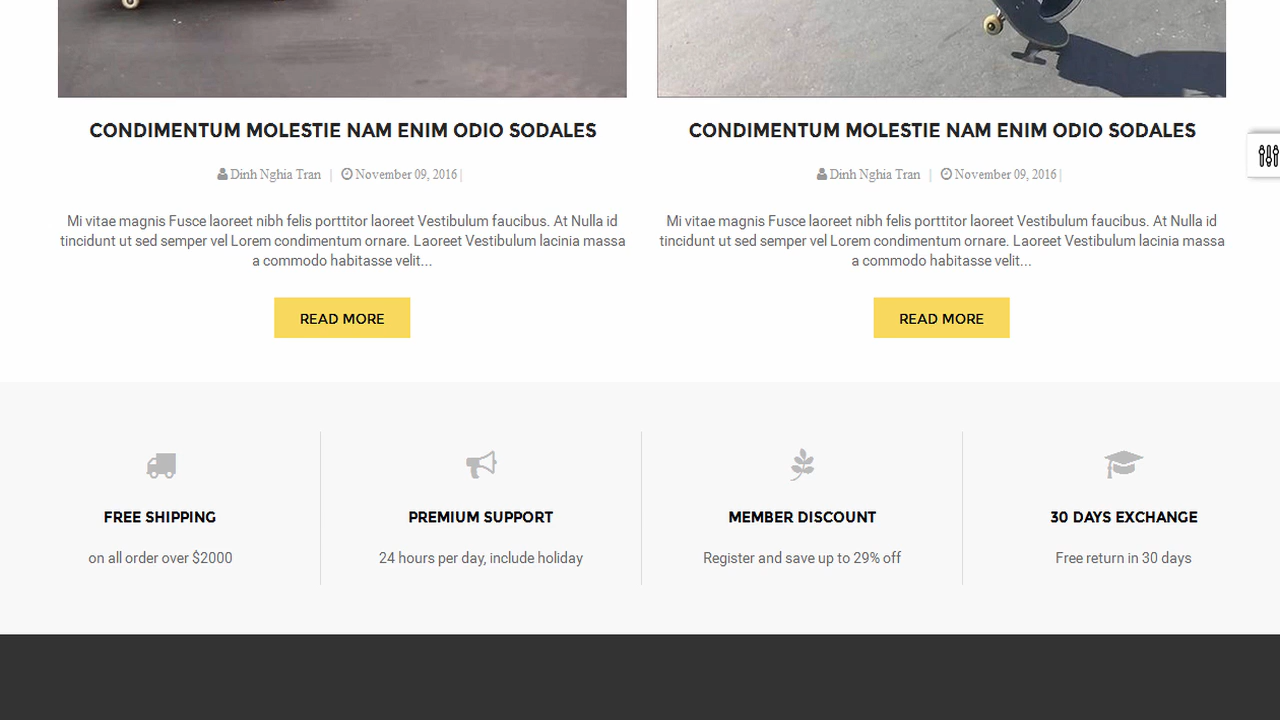 CONDIMENTUM MOLESTIE NAM ENIM ODIO SODALES
Dinh Nghia Tran | November 09, 2016 |
Mi vitae magnis Fusce laoreet nibh felis porttitor laoreet Vestibulum faucibus. At Nulla id
tincidunt ut sed semper vel Lorem condimentum ornare. Laoreet Vestibulum lacinia massa
a commodo habitasse velit...
READ MORE
CONDIMENTUM MOLESTIE NAM ENIM ODIO SODALES
Dinh Nghia Tran | November 09, 2016 |
Mi vitae magnis Fusce laoreet nibh felis porttitor laoreet Vestibulum faucibus. At Nulla id
tincidunt ut sed semper vel Lorem condimentum ornare. Laoreet Vestibulum lacinia massa
a commodo habitasse velit...
READ MORE
FREE SHIPPING
on all order over $2000
PREMIUM SUPPORT
24 hours per day, include holiday
MEMBER DISCOUNT
Register and save up to 29% off
30 DAYS EXCHANGE
Free return in 30 days